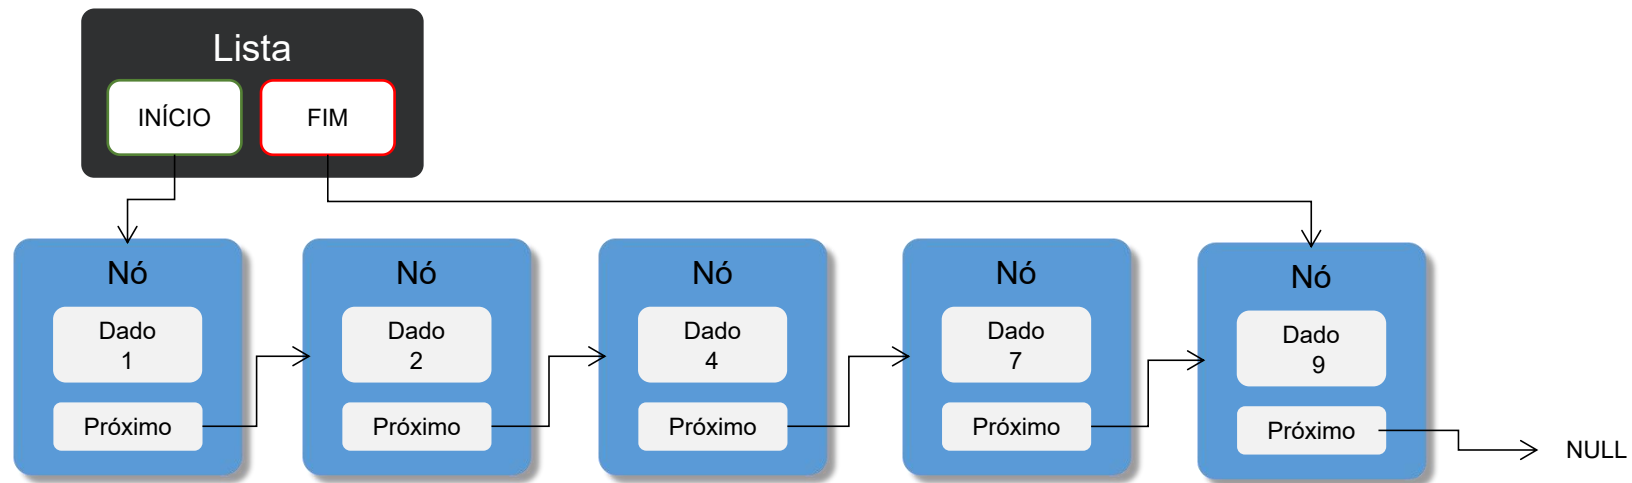 Lista
INÍCIO
FIM
Nó
Dado
1
Próximo
Nó
Dado
2
Próximo
Nó
Dado
4
Próximo
Nó
Dado
7
Próximo
Nó
Dado
9
Próximo
NULL